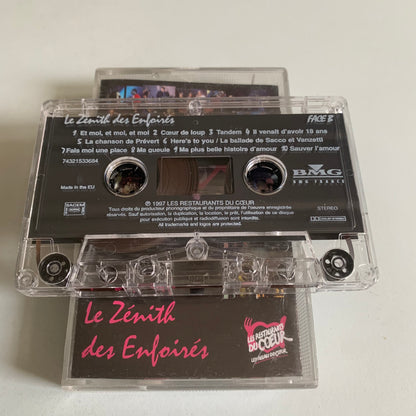 Le Zénith des Enfoirés FACE B
1 Et moi, et moi, et moi 2 Cœur de loup 3 Tandem 4 Il venait d'avoir 18 ans
5 La chanson de Prévert 6 Here's to you / La ballade de Sacco et Vanzetti
7 Fais moi une place 8 Ma gueule 9 Ma plus belle histoire d'amour 10 Sauver l'amour
74321533684
BMG
BMG FRANCE
Made in the EU
SACEM
℗ 1997 LES RESTAURANTS DU CŒUR
Tous droits du producteur phonographique et du propriétaire de l'oeuvre enregistrée
réservés. Sauf autorisation, la duplication, la location, le prêt, l'utilisation de ce disque
pour exécution publique et radiodiffusion sont interdits.
All trademarks and logos are protected.
STEREO
Le Zénith
des Enfoirés
LES RESTAURANTS
DU CŒUR
LES RELAIS DU CŒUR